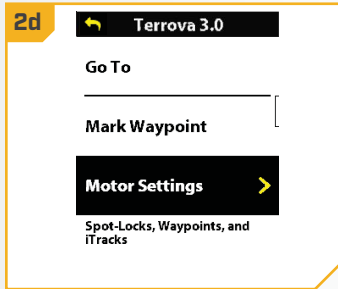 2d
Terrova 3.0
Go To
Mark Waypoint
Motor Settings
Spot-Locks, Waypoints, and
iTracks